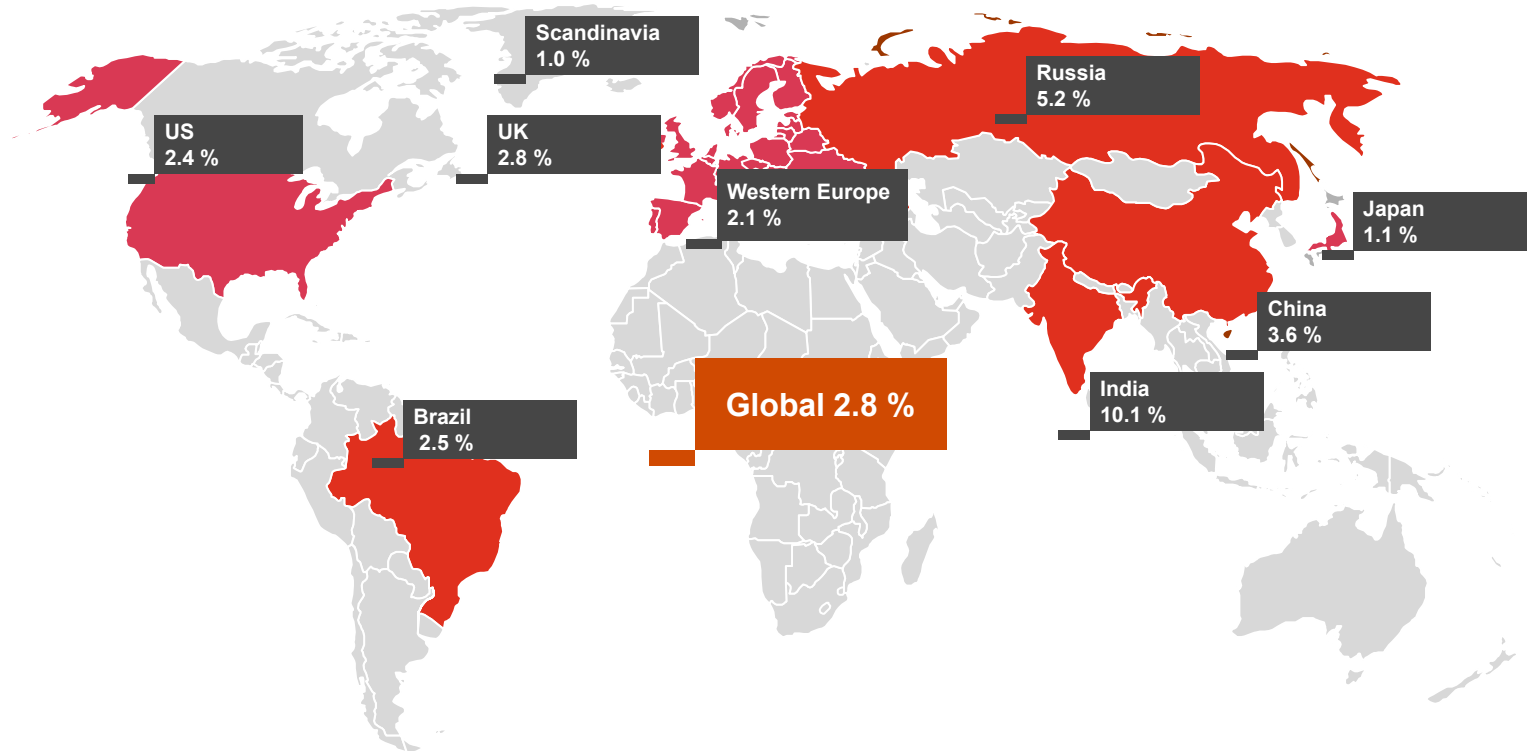 Scandinavia
1.0 %
Russia
5.2 %
US
2.4 %
UK
2.8 %
Western Europe
2.1 %
Japan
1.1 %
China
3.6 %
Global 2.8 %
India
10.1 %
Brazil
2.5 %